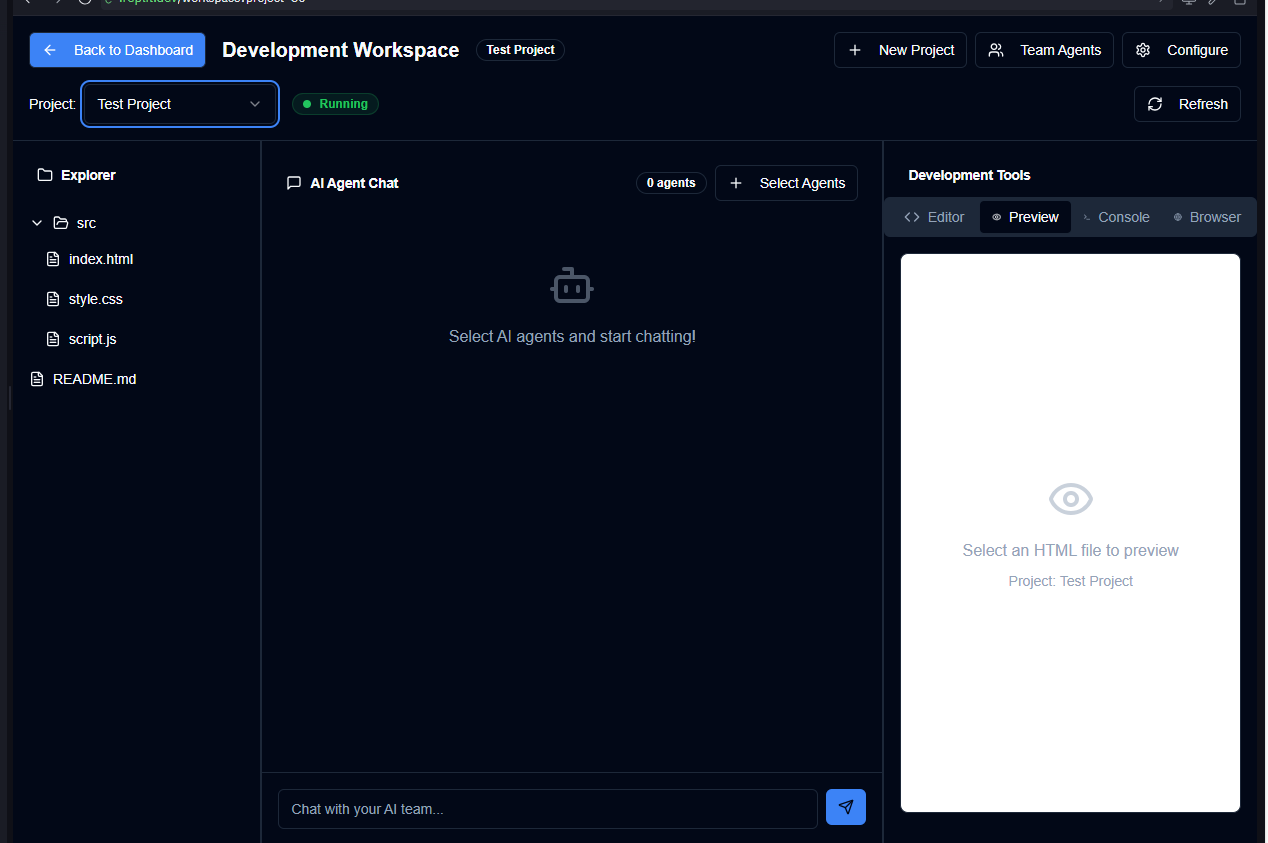 Back to Dashboard
Development Workspace
Test Project
New Project
Team Agents
Configure
Project:
Test Project
Running
Refresh
Explorer
src
index.html
style.css
script.js
README.md
AI Agent Chat
0 agents
Select Agents
Select AI agents and start chatting!
Chat with your AI team...
Development Tools
Editor
Preview
Console
Browser
Select an HTML file to preview
Project: Test Project